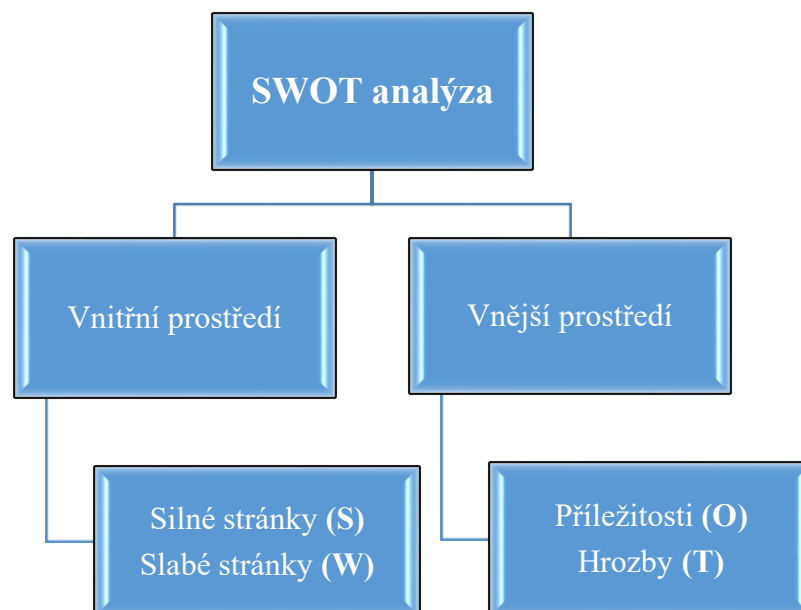 SWOT analýza
Vnitřní prostředí
Vnější prostředí
Silné stránky (S)
Slabé stránky (W)
Příležitosti (O)
Hrozby (T)